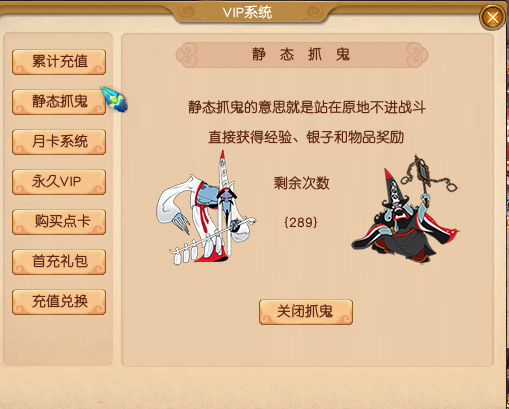 VIP系统
累计充值
静态抓鬼
月卡系统
永久VIP
购买点卡
首充礼包
充值兑换
静态抓鬼
静态抓鬼的意思就是站在原地不进战斗
直接获得经验、银子和物品奖励
剩余次数
{289}
关闭抓鬼